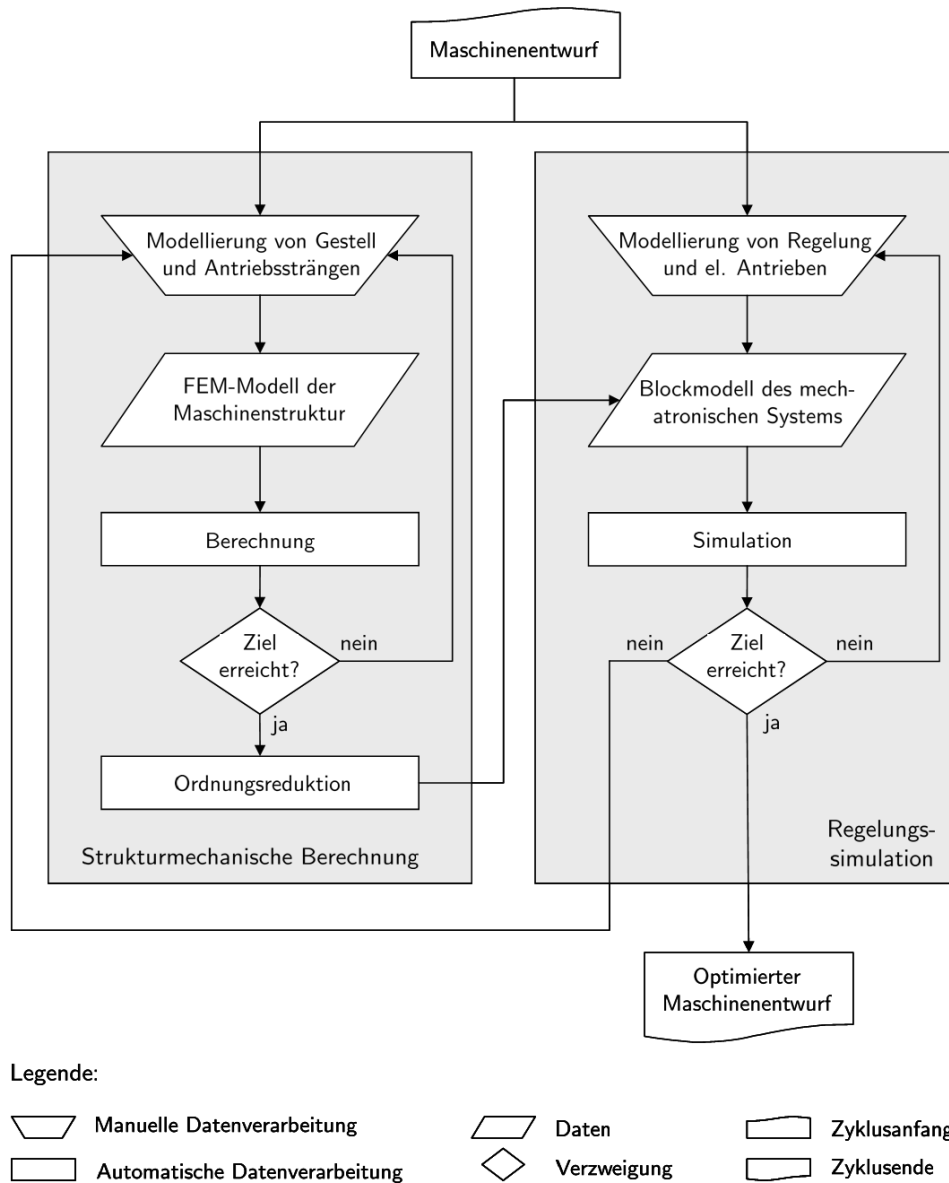 Maschinenentwurf
Modellierung von Gestell
und Antriebssträngen
FEM-Modell der
Maschinenstruktur
Berechnung
Ziel
erreicht?
nein
ja
Ordnungsreduktion
Strukturmechanische Berechnung
Modellierung von Regelung
und el. Antrieben
Blockmodell des mech-
atronischen Systems
Simulation
nein
Ziel
erreicht?
nein
ja
Regelungs-
simulation
Optimierter
Maschinenentwurf
Legende:
Manuelle Datenverarbeitung
Daten
Zyklusanfang
Automatische Datenverarbeitung
Verzweigung
Zyklusende